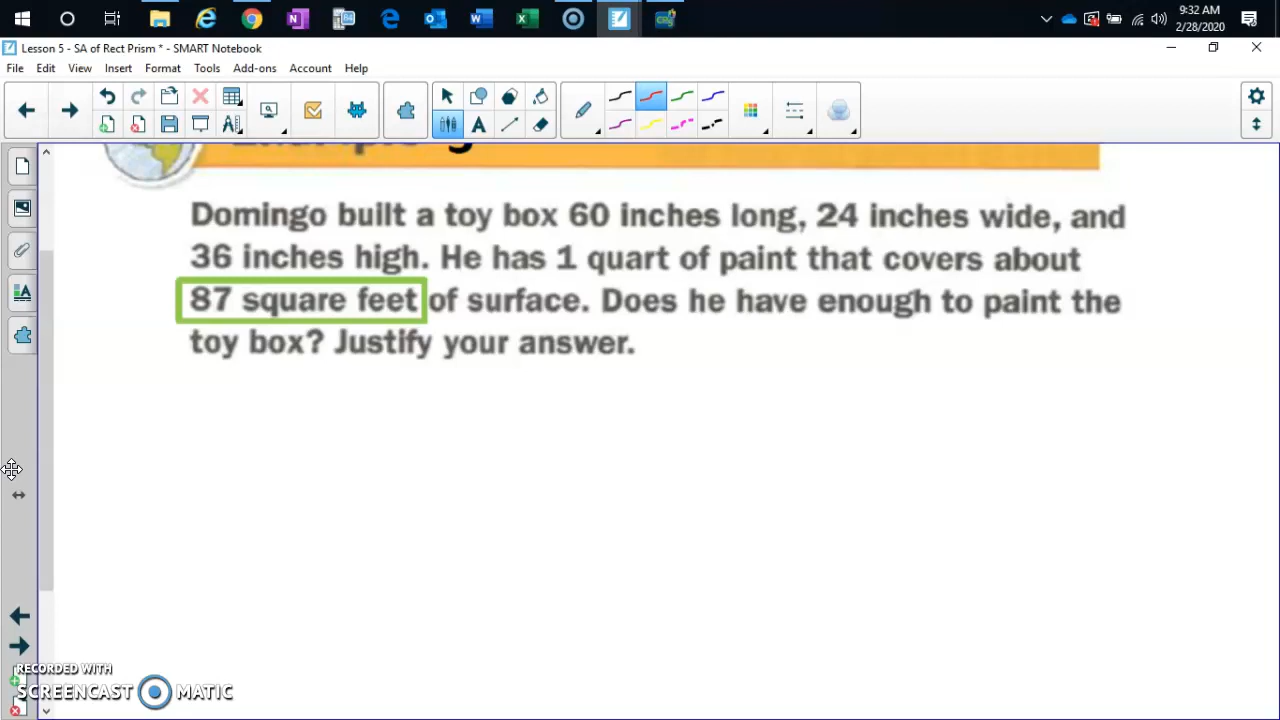 9:32 AM
2/28/2020
Lesson 5 - SA of Rect Prism * - SMART Notebook
File Edit View Insert Format Tools Add-ons Account Help
Domingo built a toy box 60 inches long, 24 inches wide, and
36 inches high. He has 1 quart of paint that covers about
87 square feet of surface. Does he have enough to paint the
toy box? Justify your answer.
RECORDED WITH
SCREENCAST MATIC